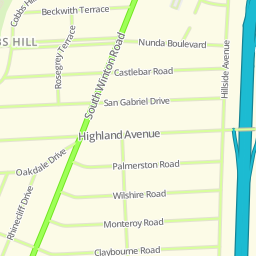 Cobbs Hil
Beckwith Terrace
BS HILL
Rosegrey Terrace
South Winton Road
Nunda Boulevard
Hillside Avenue
Castlebar Road
San Gabriel Drive
Highland Avenue
Oakdale Drive
Palmerston Road
Rhinecliff Drive
Wilshire Road
Monteroy Road
Claybourne Road